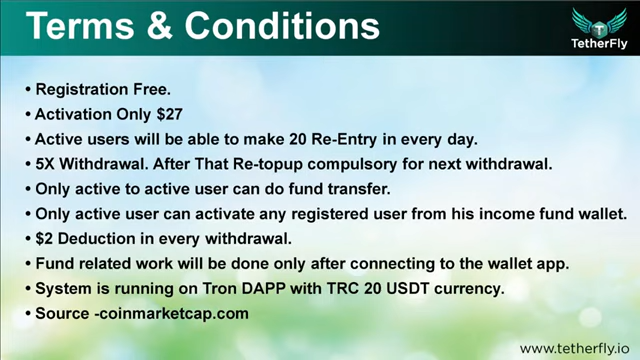 Terms & Conditions
TetherFly
• Registration Free.
• Activation Only $27
• Active users will be able to make 20 Re-Entry in every day.
• 5X Withdrawal. After That Re-topup compulsory for next withdrawal.
• Only active to active user can do fund transfer.
• Only active user can activate any registered user from his income fund wallet.
• $2 Deduction in every withdrawal.
• Fund related work will be done only after connecting to the wallet app.
• System is running on Tron DAPP with TRC 20 USDT currency.
• Source -coinmarketcap.com
www.tetherfly.io